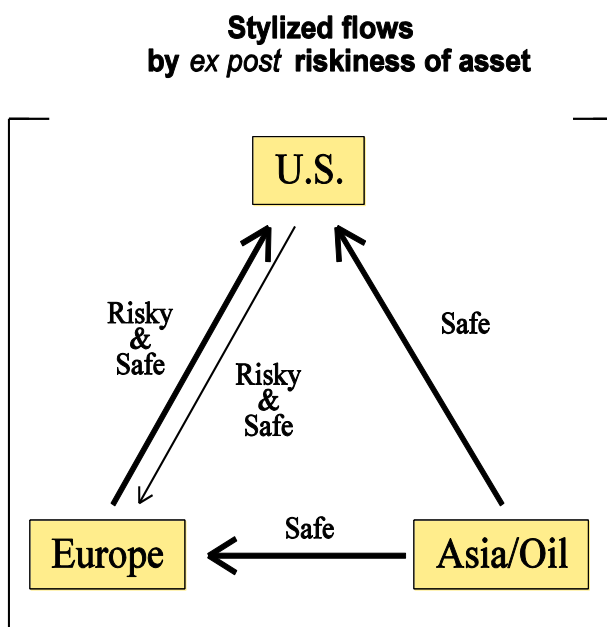 Stylized flows
by ex post riskiness of asset
U.S.
Risky
&
Safe
Risky
&
Safe
Safe
Safe
Europe
Asia/Oil